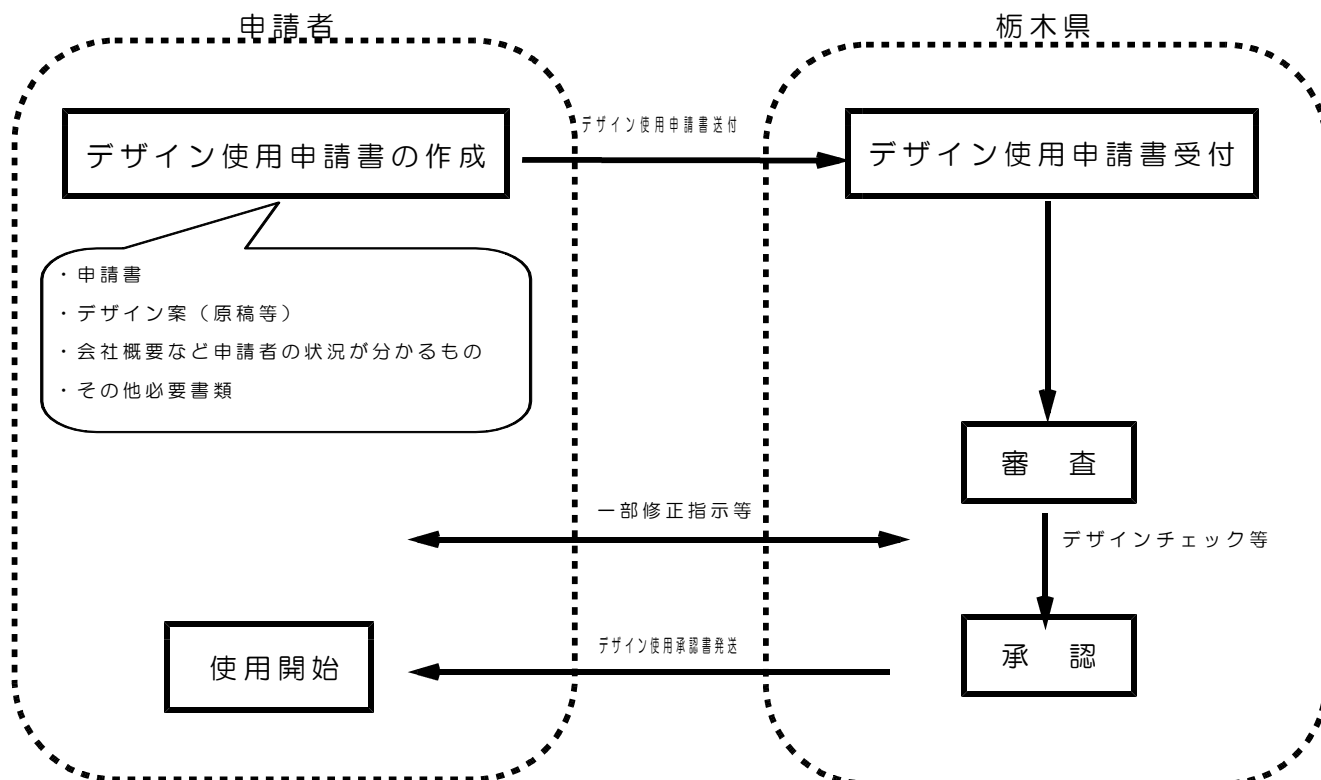 申請者
栃木県
デザイン使用申請書の作成
デザイン使用申請書送付
デザイン使用申請書受付
・申請書
・デザイン案（原稿等）
・会社概要など申請者の状況が分かるもの
・その他必要書類
審　査
一部修正指示等
デザインチェック等
使用開始
デザイン使用承認書発送
承　認